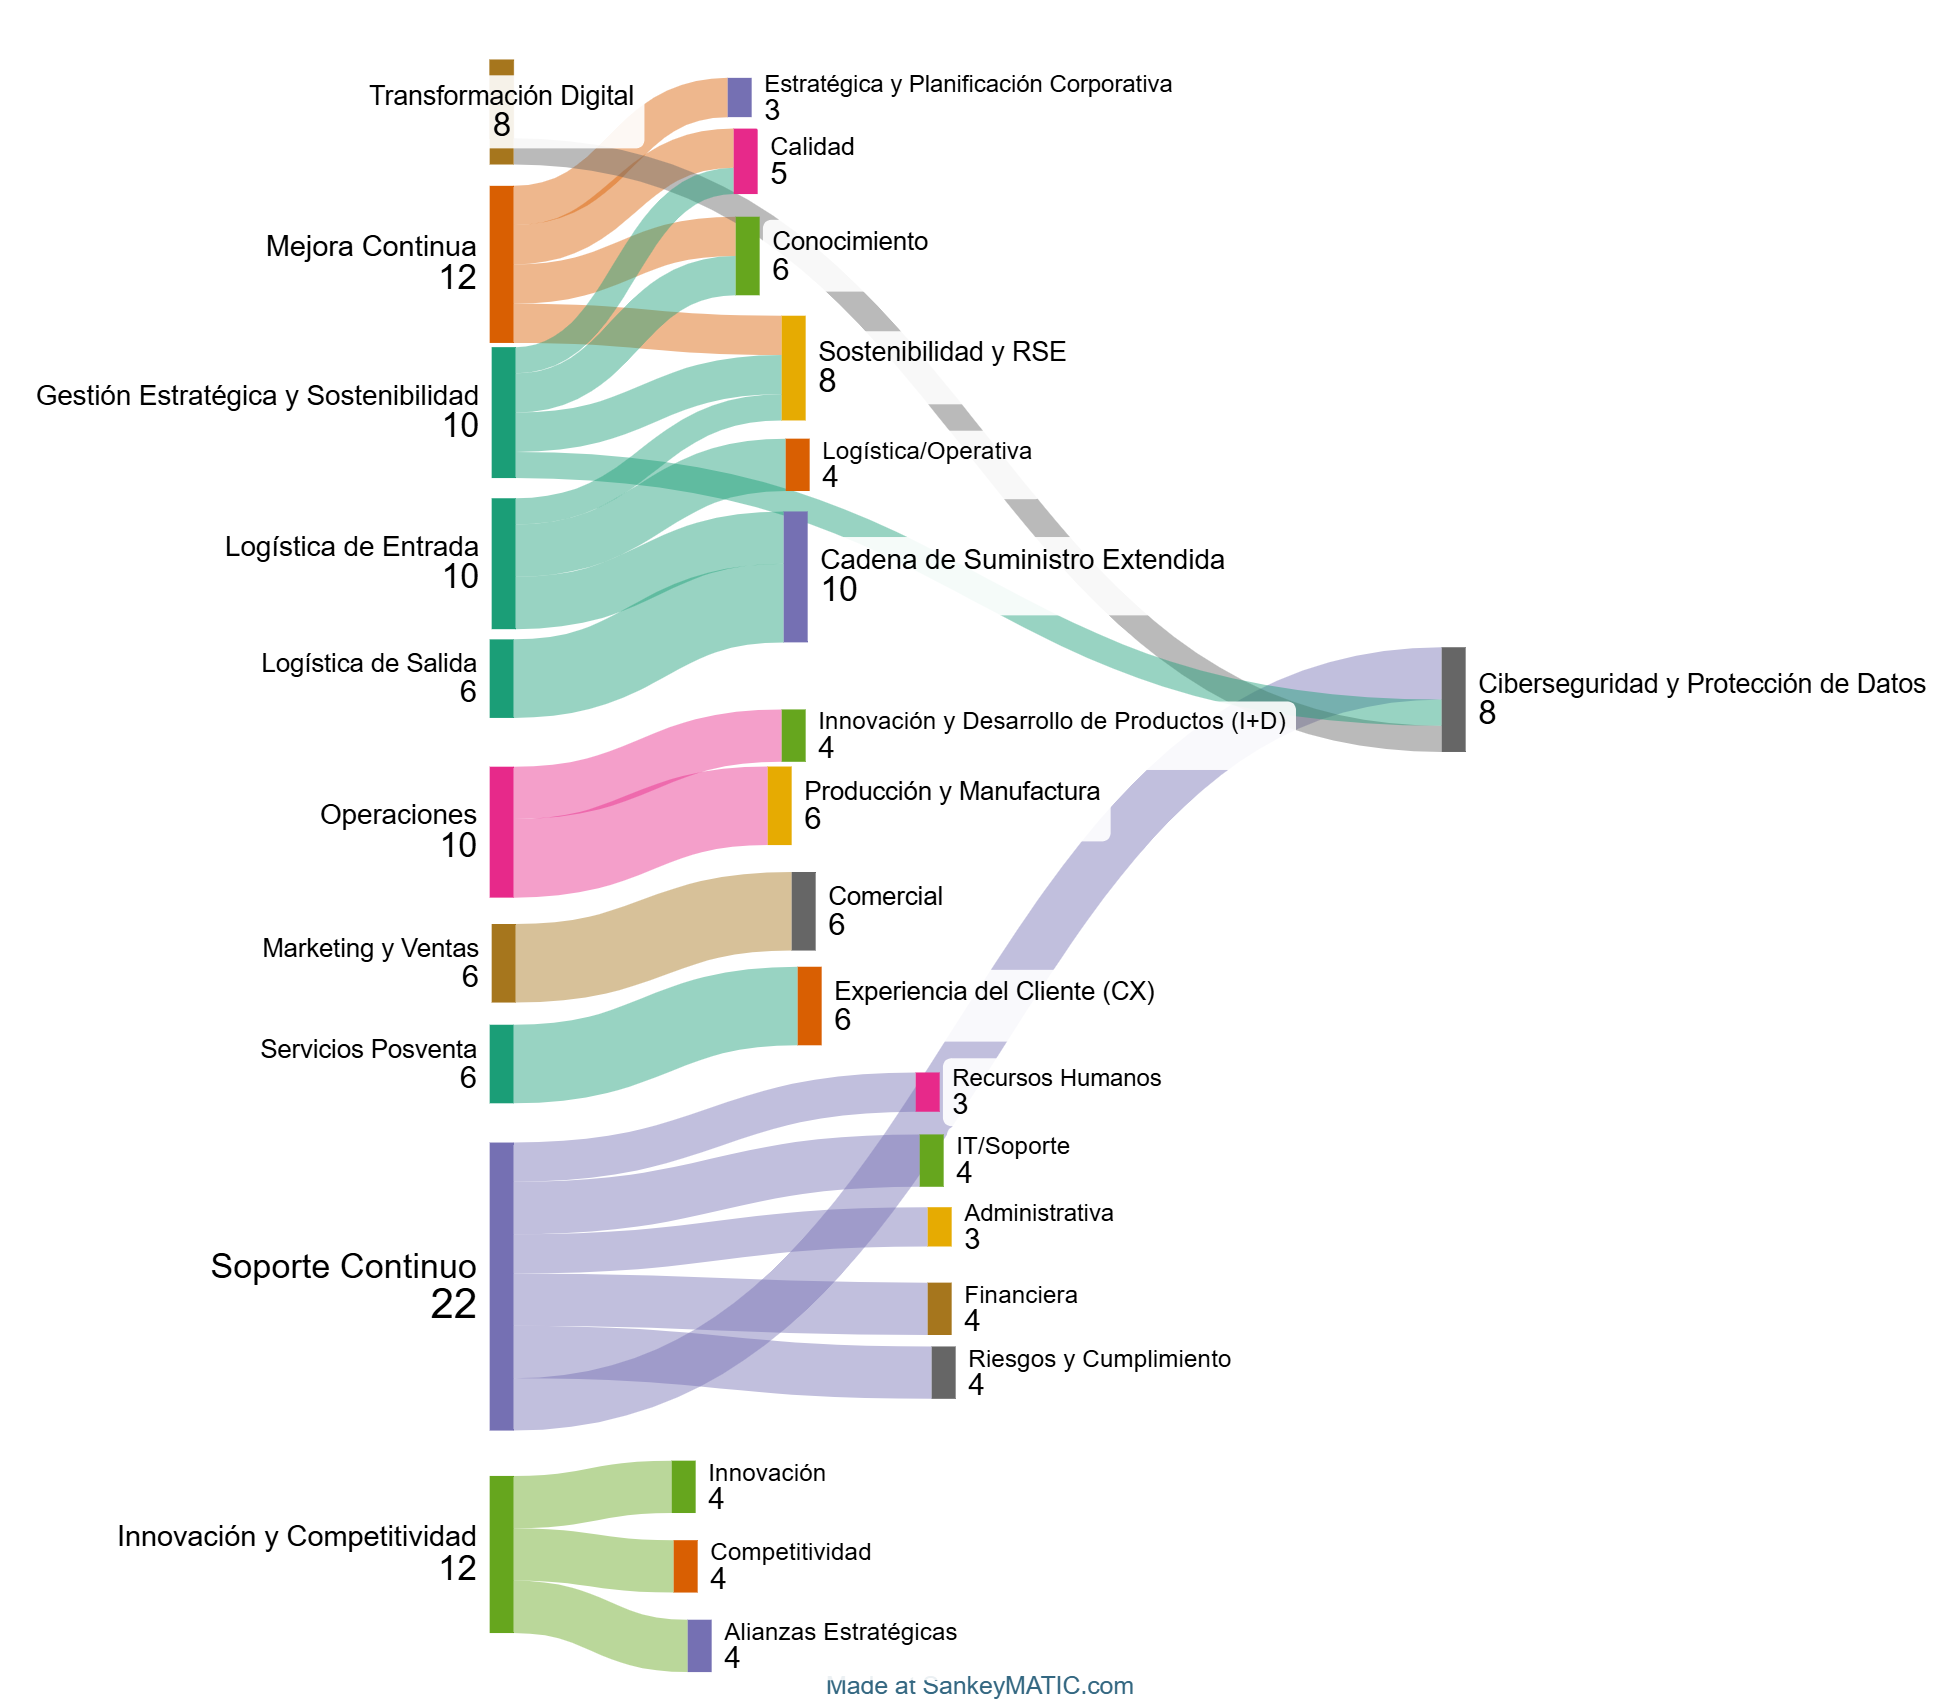 Transformación Digital
8
Estratégica y Planificación Corporativa
3
Calidad
5
Mejora Continua
12
Conocimiento
6
Sostenibilidad y RSE
8
Gestión Estratégica y Sostenibilidad
10
Logística/Operativa
4
Logística de Entrada
10
Cadena de Suministro Extendida
10
Logística de Salida
6
Ciberseguridad y Protección de Datos
8
Innovación y Desarrollo de Productos (I+D)
4
Operaciones
10
Producción y Manufactura
6
Comercial
6
Marketing y Ventas
6
Experiencia del Cliente (CX)
6
Servicios Posventa
6
Recursos Humanos
3
IT/Soporte
4
Administrativa
3
Soporte Continuo
22
Financiera
4
Riesgos y Cumplimiento
4
Innovación
4
Innovación y Competitividad
12
Competitividad
4
Alianzas Estratégicas
4
Made at SankeyMATIC.com